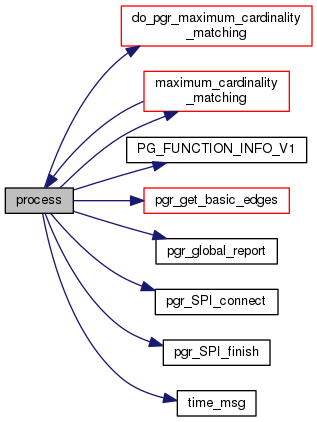 do_pgr_maximum_cardinality
_matching
maximum_cardinality
_matching
PG_FUNCTION_INFO_V1
process
pgr_get_basic_edges
pgr_global_report
pgr_SPI_connect
pgr_SPI_finish
time_msg